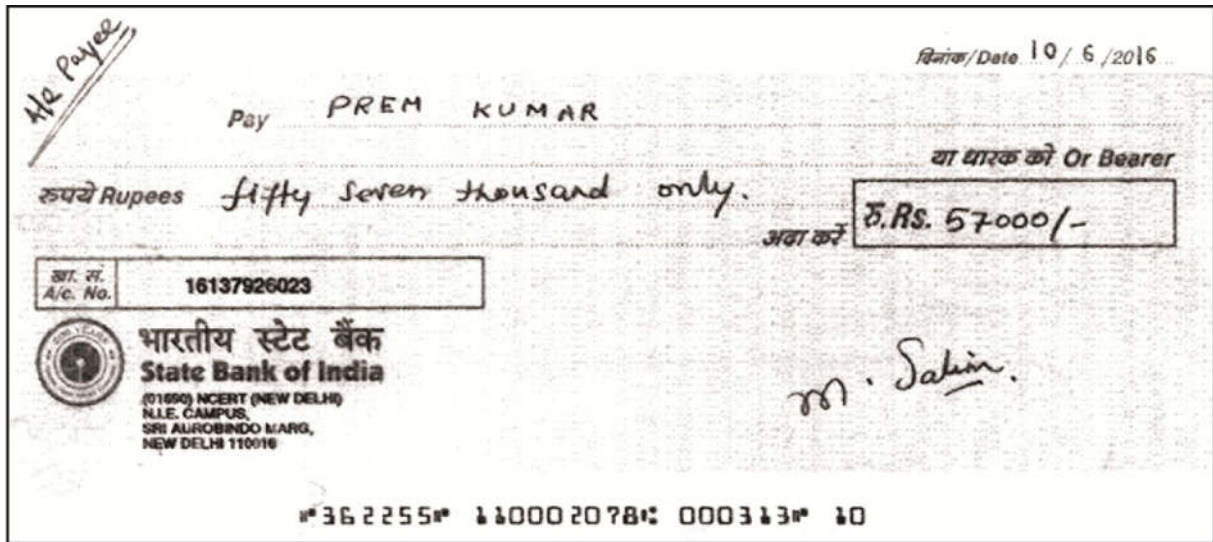 A/c Payee
दिनांक/Date 10/6/2016
Pay PREM KUMAR
या धारक को Or Bearer
रुपये Rupees fifty seven thousand only.
अदा करें रु.Rs. 57000/-
खा. सं.
A/c. No. 16137926023
भारतीय स्टेट बैंक
State Bank of India
(01690) NCERT (NEW DELHI)
N.I.E. CAMPUS,
SRI AUROBINDO MARG,
NEW DELHI 110016
M. Salim.
⑈362255⑈ 110002078⑆ 000313⑈ 10